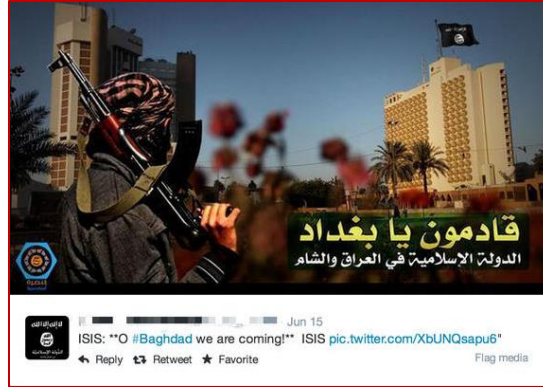 قادمون يا بغداد
الدولة الإسلامية في العراق والشام
Jun 15
ISIS: **O #Baghdad we are coming!** ISIS pic.twitter.com/XbUNQsapu6"
Reply Retweet Favorite Flag media